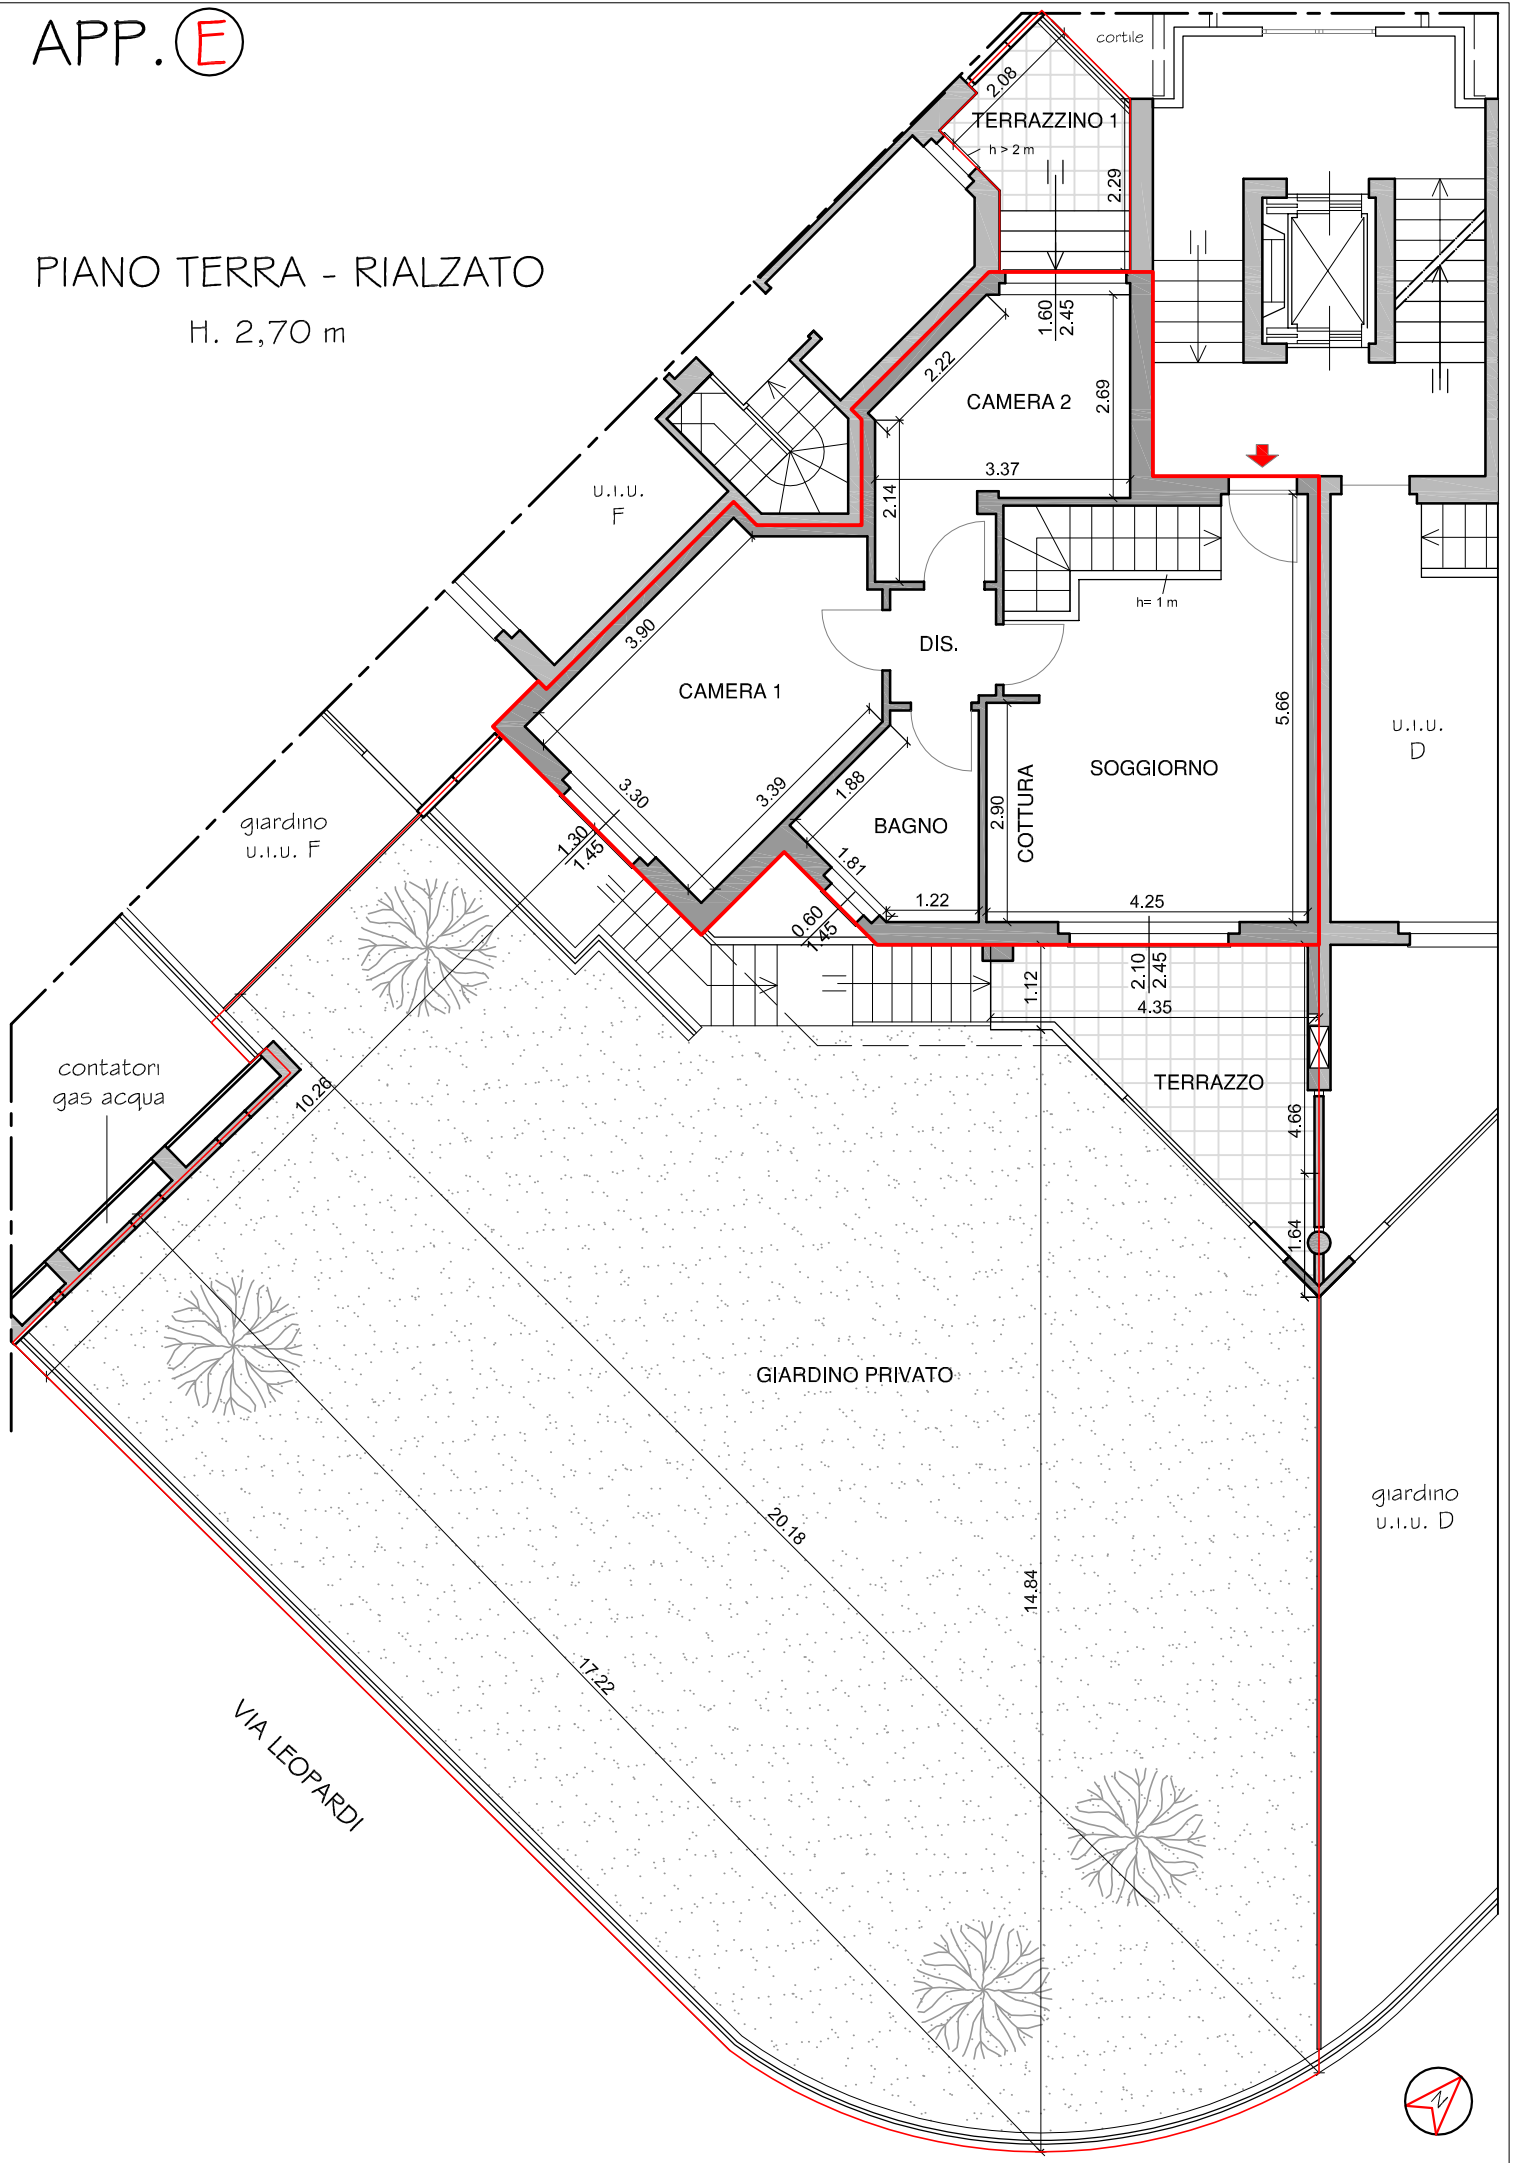 APP. E
cortile
2.08
TERRAZZINO 1
h > 2 m
2.29
PIANO TERRA - RIALZATO
H. 2,70 m
1.60
2.45
2.22
2.69
CAMERA 2
3.37
2.14
u.i.u.
F
h= 1 m
3.90
DIS.
CAMERA 1
5.66
u.i.u.
D
SOGGIORNO
3.30
3.39
1.88
COTTURA
2.90
BAGNO
giardino
u.i.u. F
1.30
1.45
1.81
1.22
4.25
0.60
1.45
1.12
2.10
2.45
4.35
contatori
gas acqua
10.26
TERRAZZO
4.66
1.64
GIARDINO PRIVATO
20.18
giardino
u.i.u. D
14.84
17.22
VIA LEOPARDI
N